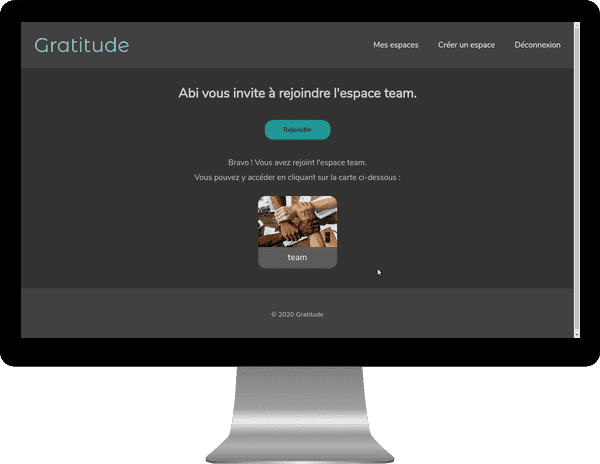 Gratitude
Mes espaces Créer un espace Déconnexion
Abi vous invite à rejoindre l'espace team.
Rejoindre
Bravo ! Vous avez rejoint l'espace team.
Vous pouvez y accéder en cliquant sur la carte ci-dessous :
team
© 2020 Gratitude